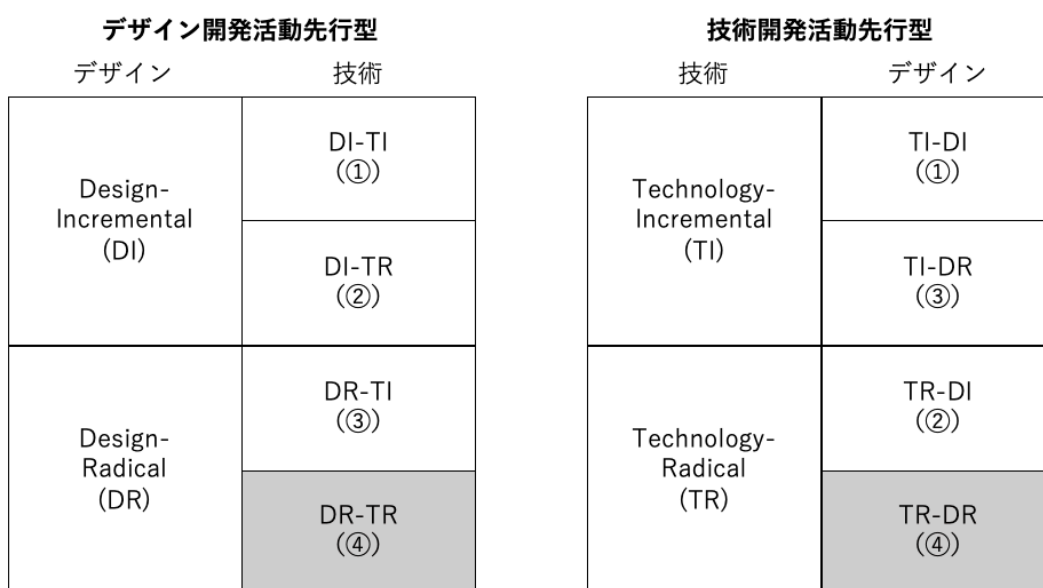 デザイン開発活動先行型
デザイン
技術
Design-
Incremental
(DI)
DI-TI
(①)
DI-TR
(②)
Design-
Radical
(DR)
DR-TI
(③)
DR-TR
(④)
技術開発活動先行型
技術
デザイン
Technology-
Incremental
(TI)
TI-DI
(①)
TI-DR
(③)
Technology-
Radical
(TR)
TR-DI
(②)
TR-DR
(④)